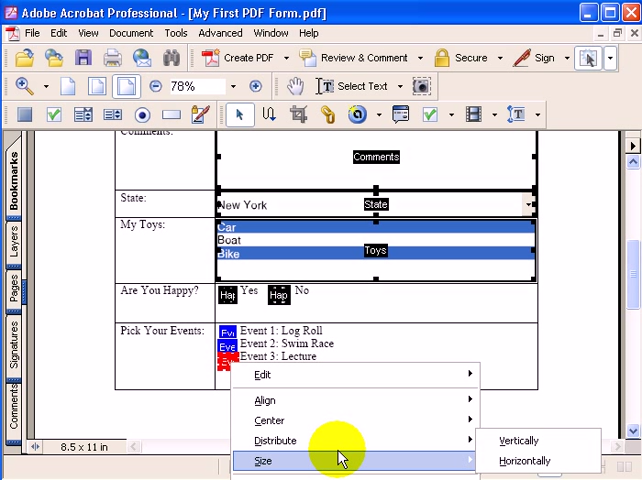 Adobe Acrobat Professional - [My First PDF Form.pdf]
File Edit View Document Tools Advanced Window Help
Create PDF Review & Comment Secure Sign
78% Select Text
Comments:
Comments
State: New York State
My Toys: Car
Boat
Bike
Toys
Are You Happy? Hap Yes Hap No
Pick Your Events: Eve Event 1: Log Roll
Eve Event 2: Swim Race
Event 3: Lecture
Bookmarks
Layers
Pages
Signatures
Comments
Edit
Align
Center
Distribute
Size
Vertically
Horizontally
8.5 x 11 in